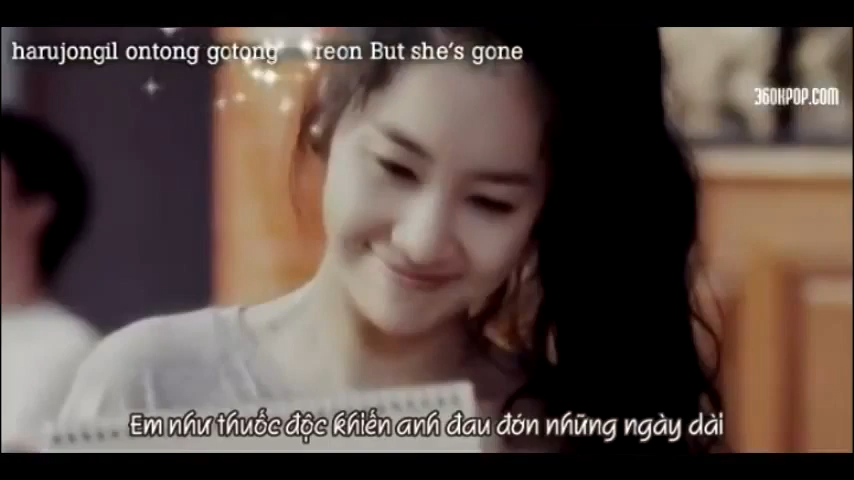 harujongil ontong gotong reon But she's gone
360KPOP.COM
Em như thuốc độc khiến anh đau đớn những ngày dài